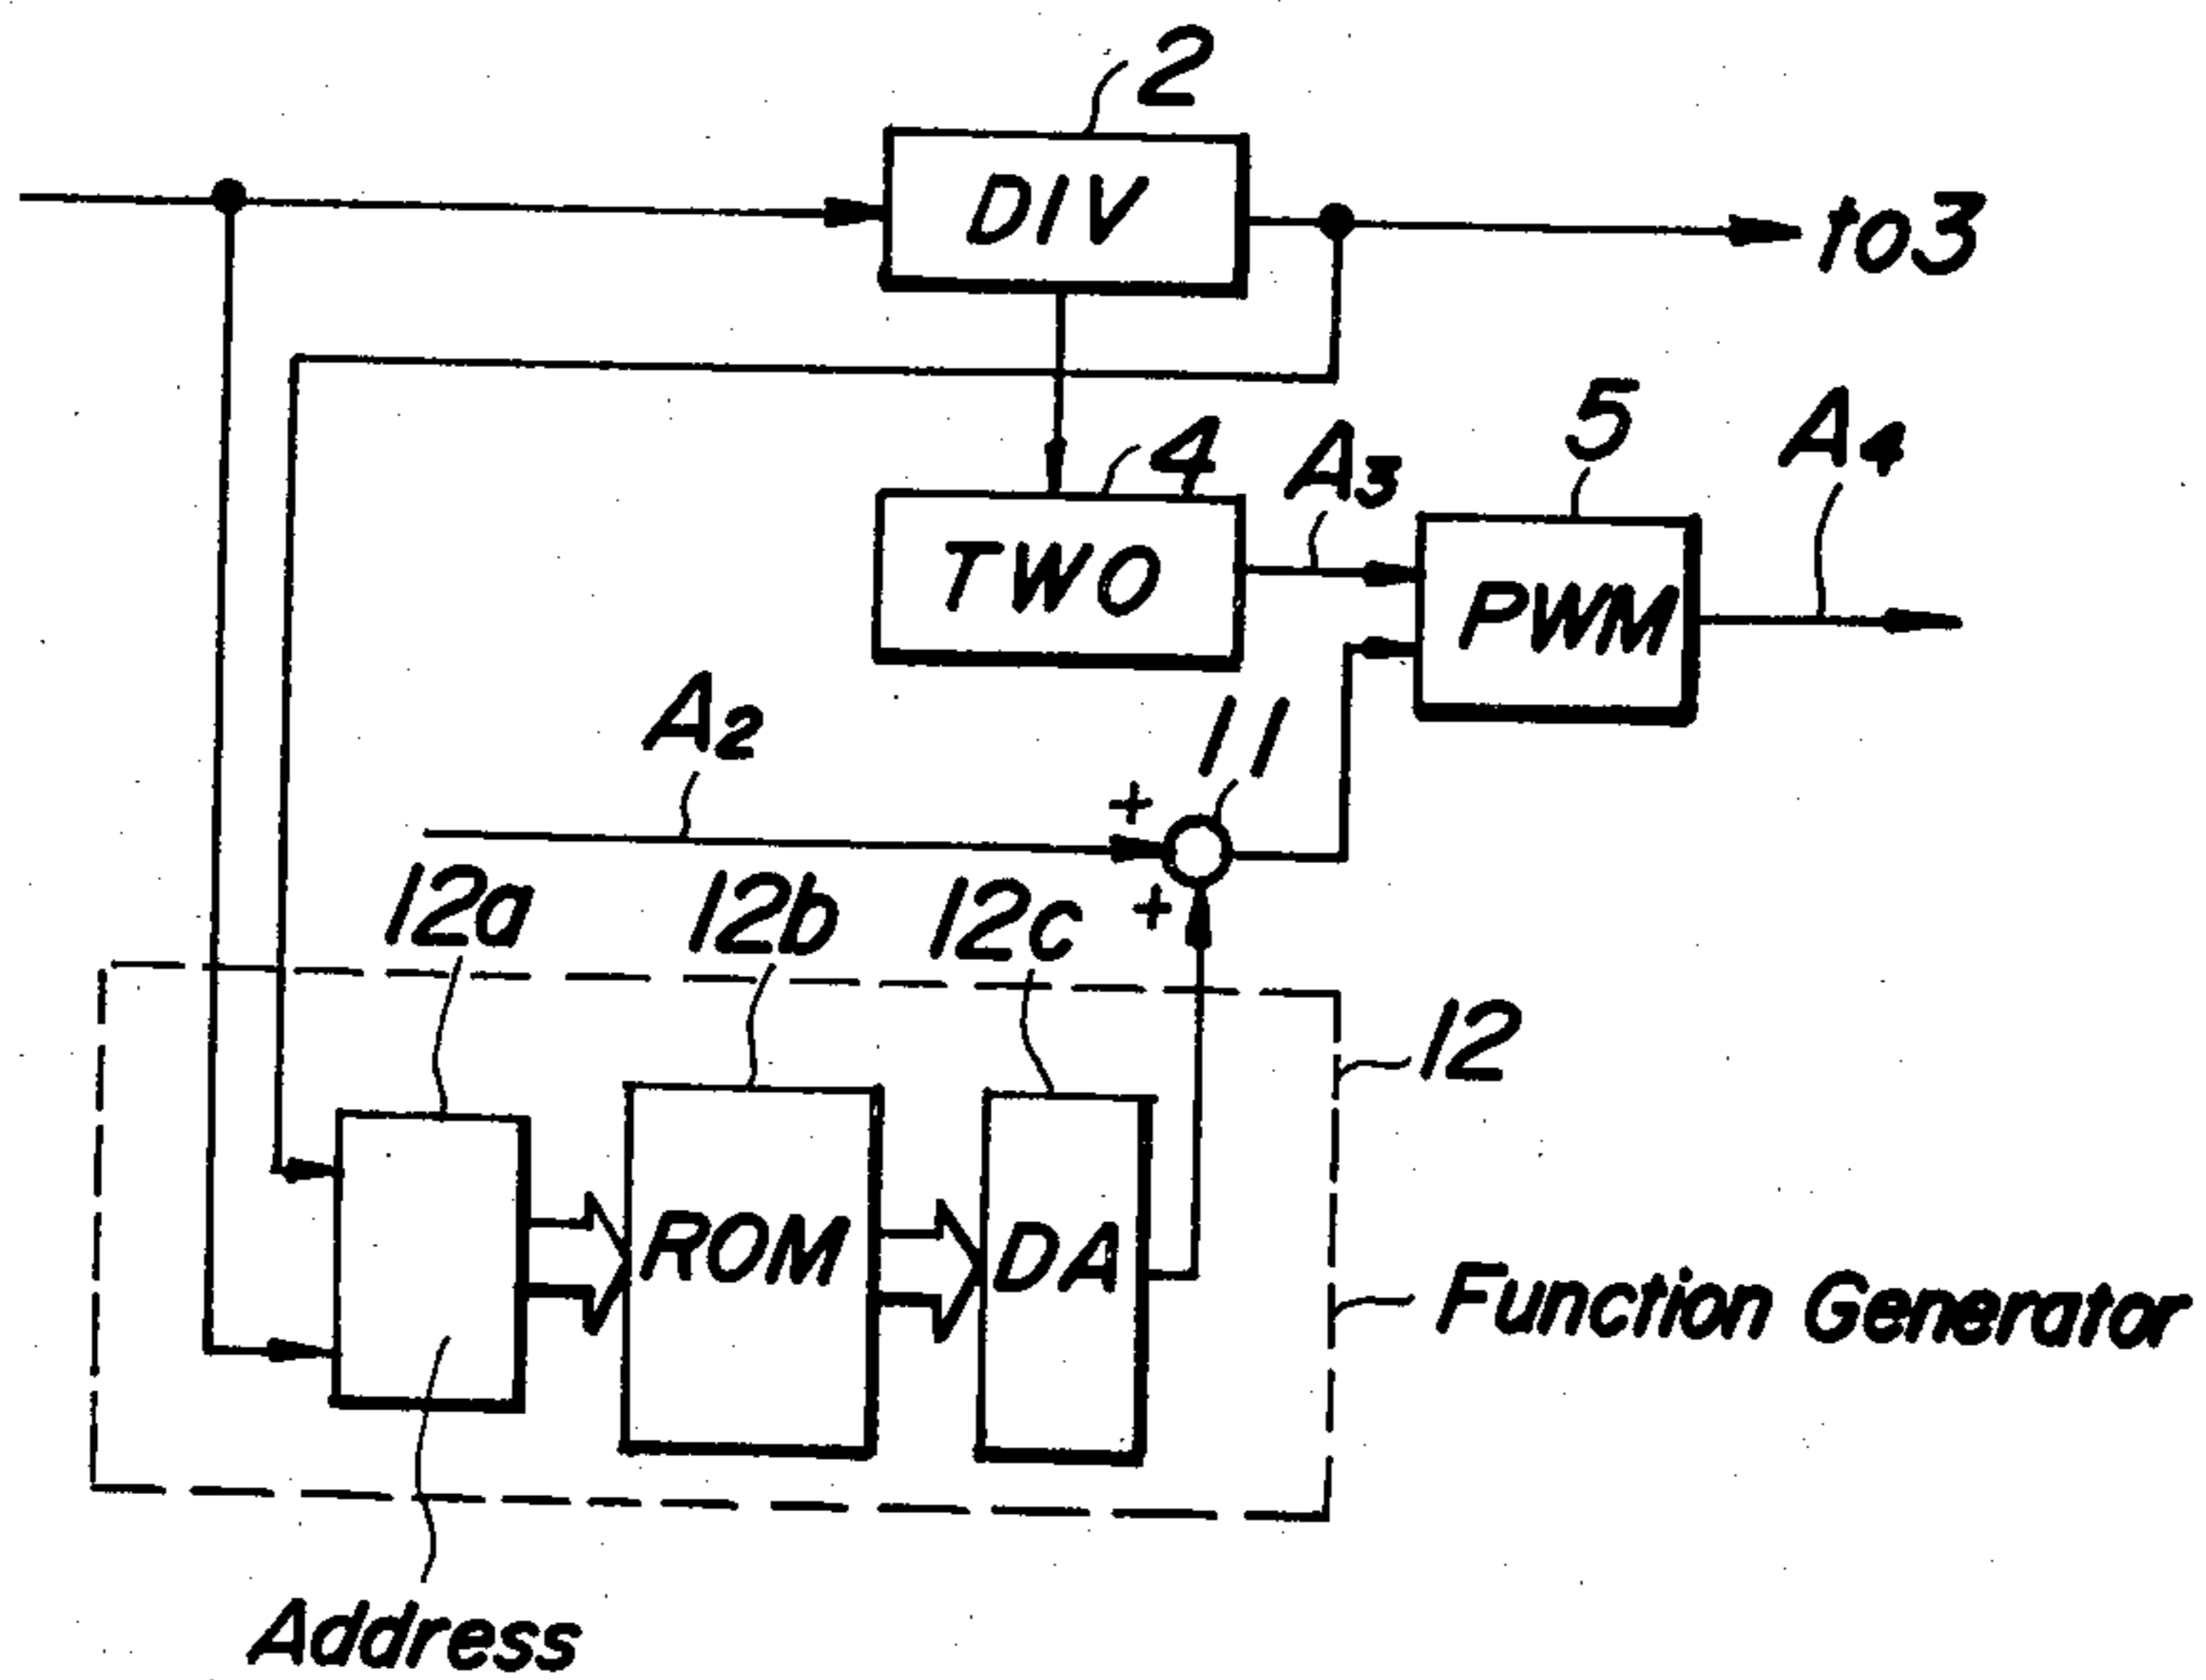 2
DIV
to3
4
A3
5
A4
TWO
PWM
A2
11
+
12a
12b
12c
+
12
ROM
DA
Function Generator
Address